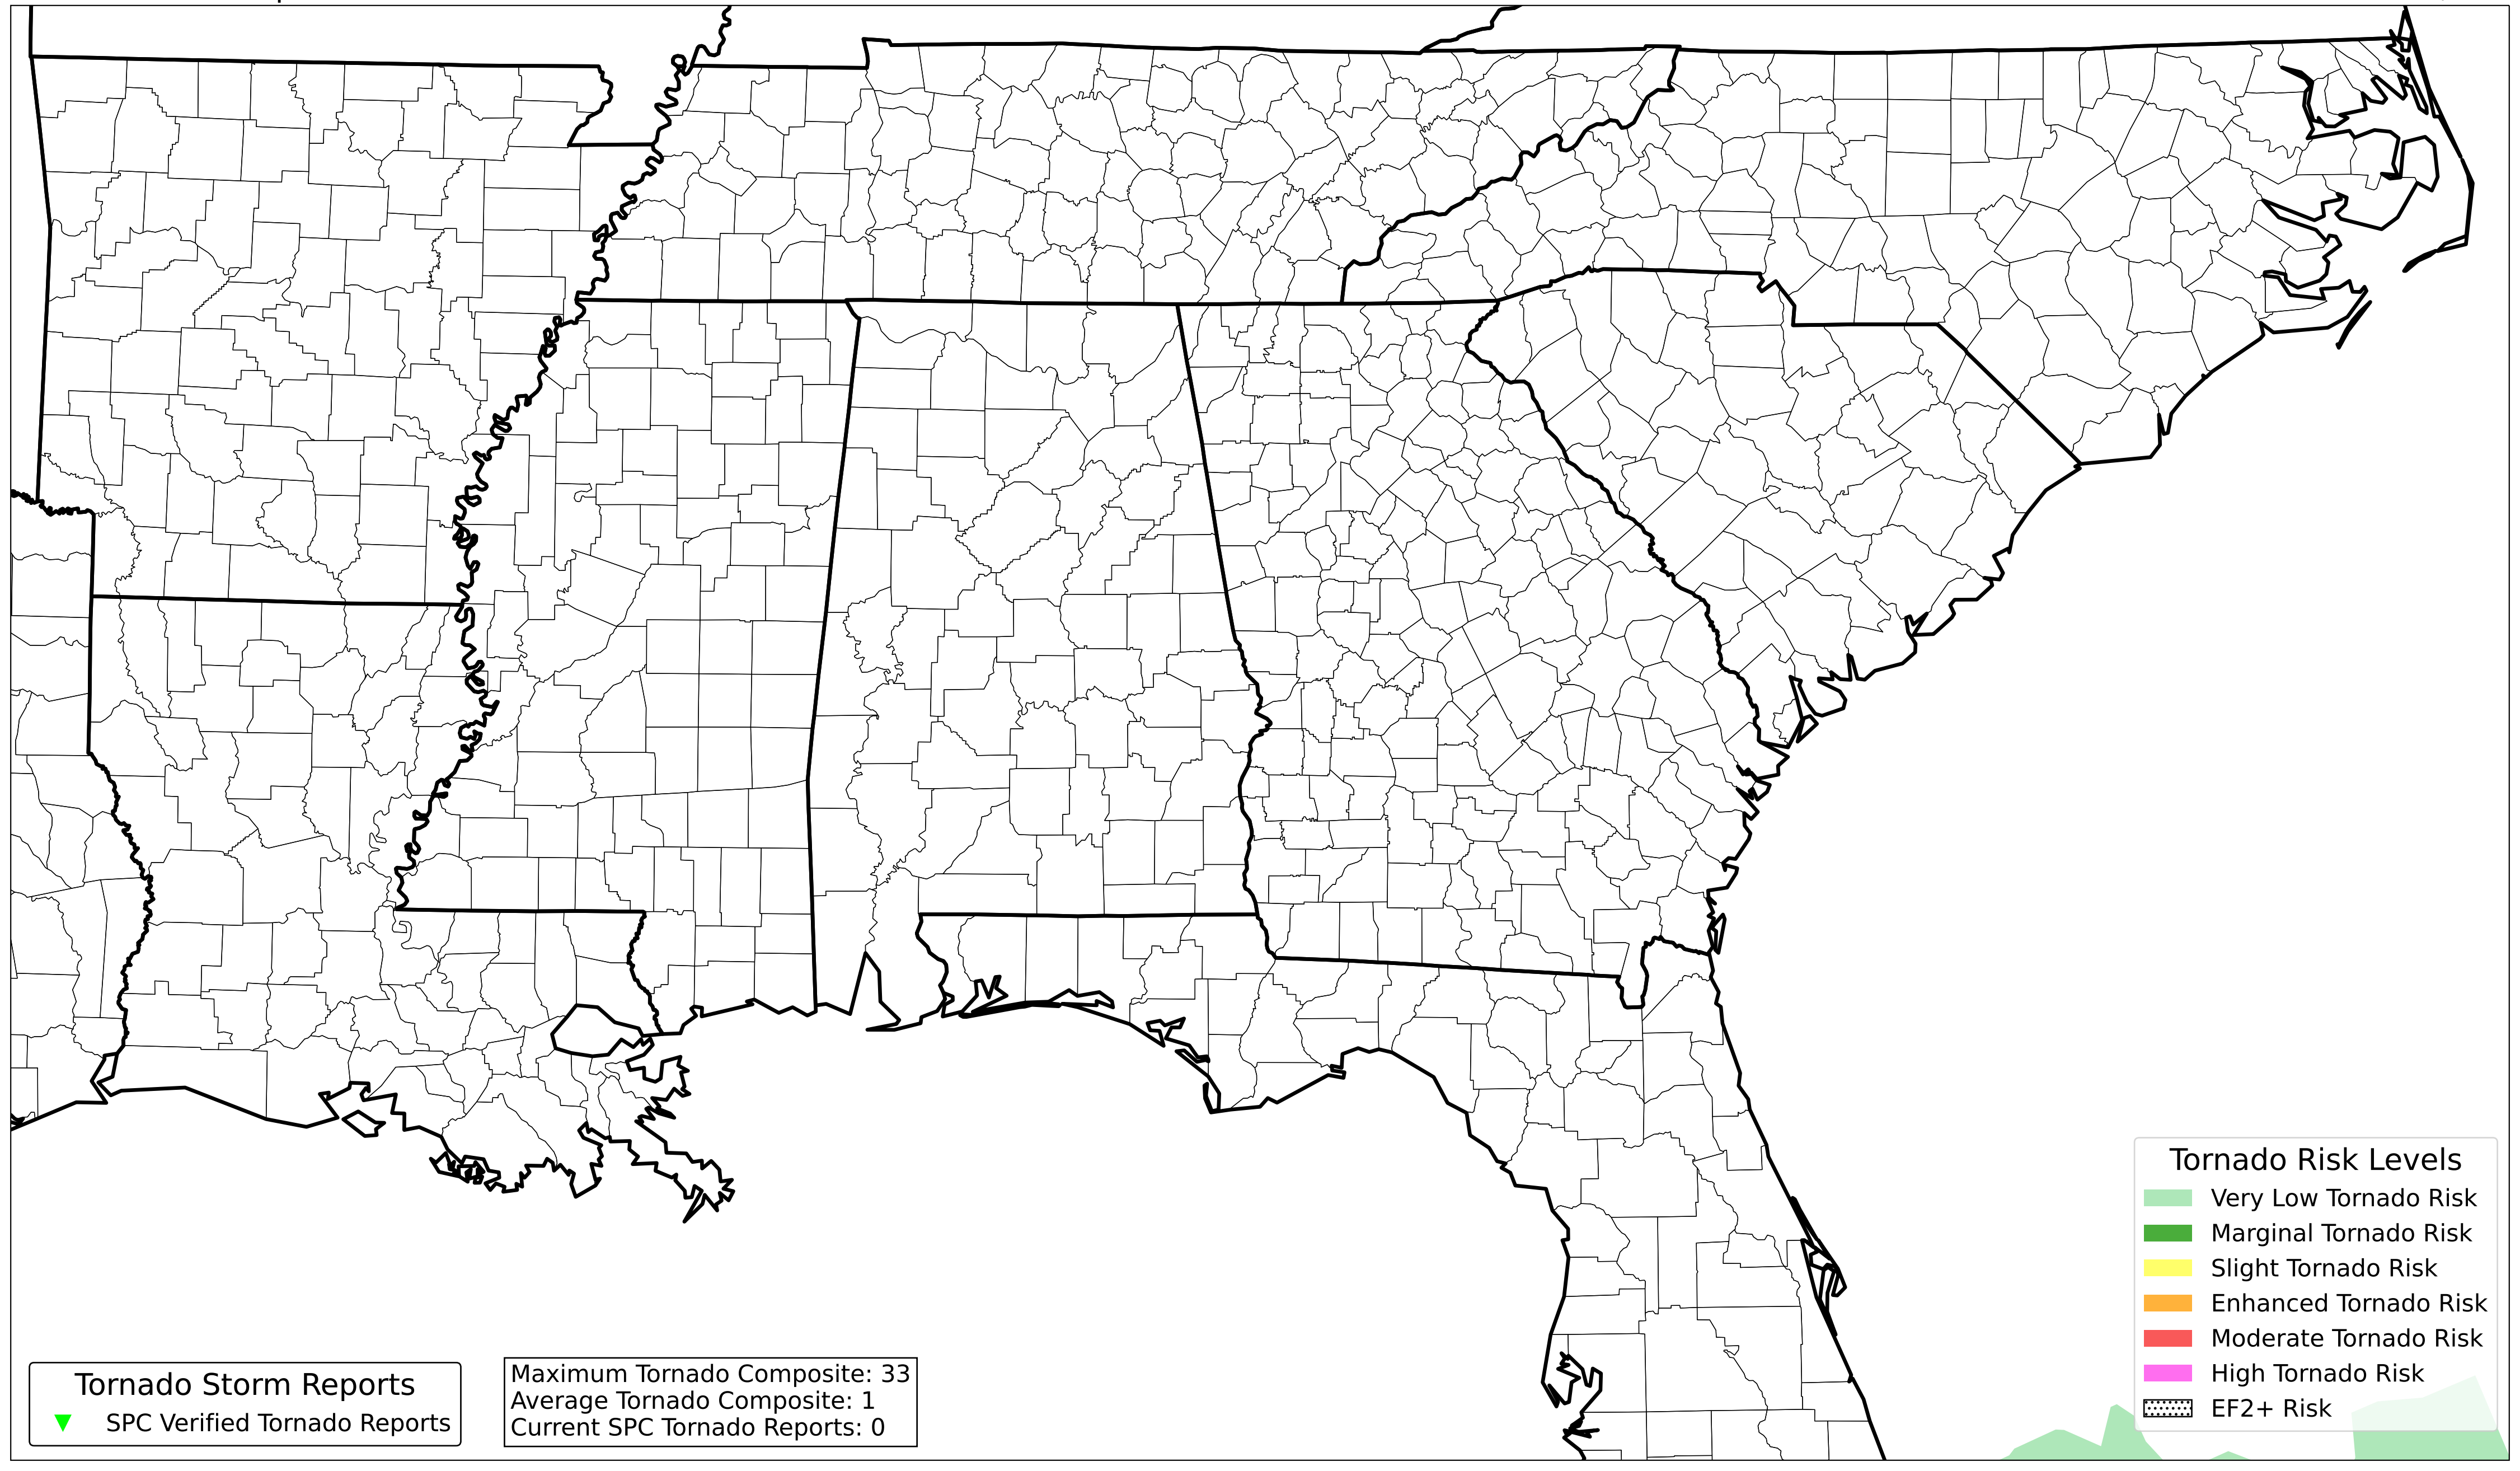 Tornado Risk Levels
Very Low Tornado Risk
Marginal Tornado Risk
Slight Tornado Risk
Enhanced Tornado Risk
Moderate Tornado Risk
High Tornado Risk
EF2+ Risk
Tornado Storm Reports
SPC Verified Tornado Reports
Maximum Tornado Composite: 33
Average Tornado Composite: 1
Current SPC Tornado Reports: 0